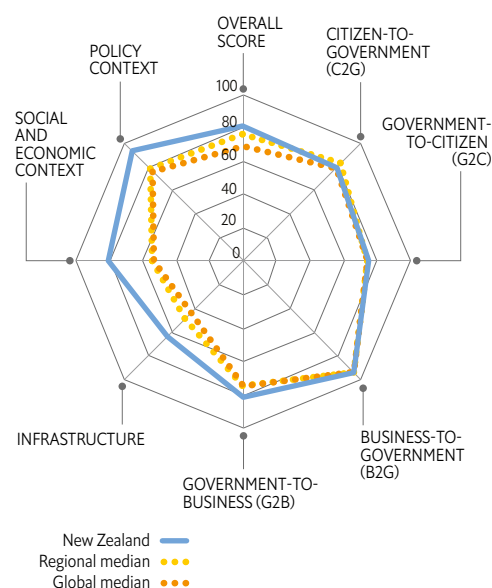 OVERALL
SCORE
CITIZEN-TO-
GOVERNMENT
(C2G)
GOVERNMENT-
TO-CITIZEN
(G2C)
BUSINESS-TO-
GOVERNMENT
(B2G)
GOVERNMENT-TO-
BUSINESS (G2B)
INFRASTRUCTURE
SOCIAL
AND
ECONOMIC
CONTEXT
POLICY
CONTEXT
100
80
60
40
20
0
New Zealand
Regional median
Global median